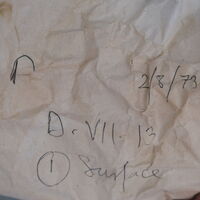 A 2/8/73
D. VII. 13
① Surface